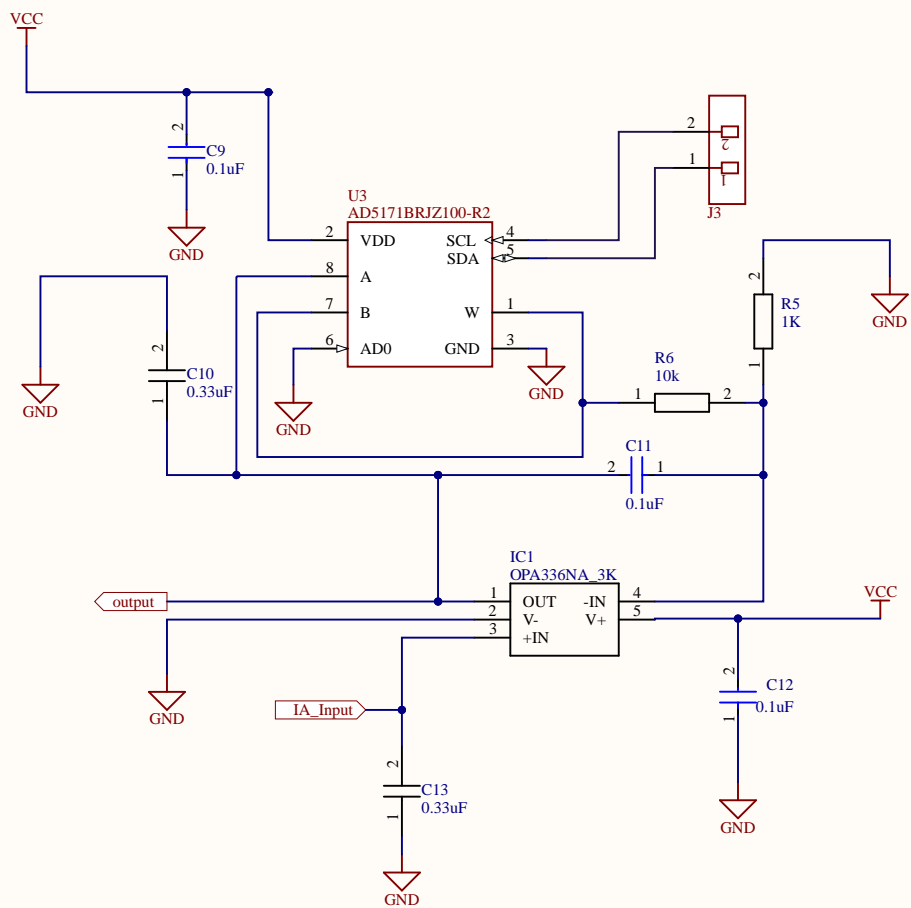 VCC
2
C9
0.1uF
1
GND
2
2
1
1
J3
U3
AD5171BRJZ100-R2
2 VDD SCL 4
SDA 5
8 A
7 B W 1
6 AD0 GND 3
GND
GND
2
C10
0.33uF
1
GND
2
R5
1K
1
GND
R6
10k
1 2
C11
2 1
0.1uF
IC1
OPA336NA_3K
output
1 OUT -IN 4
2 V- V+ 5
3 +IN
VCC
GND
IA_Input
2
C12
0.1uF
1
GND
2
C13
0.33uF
1
GND